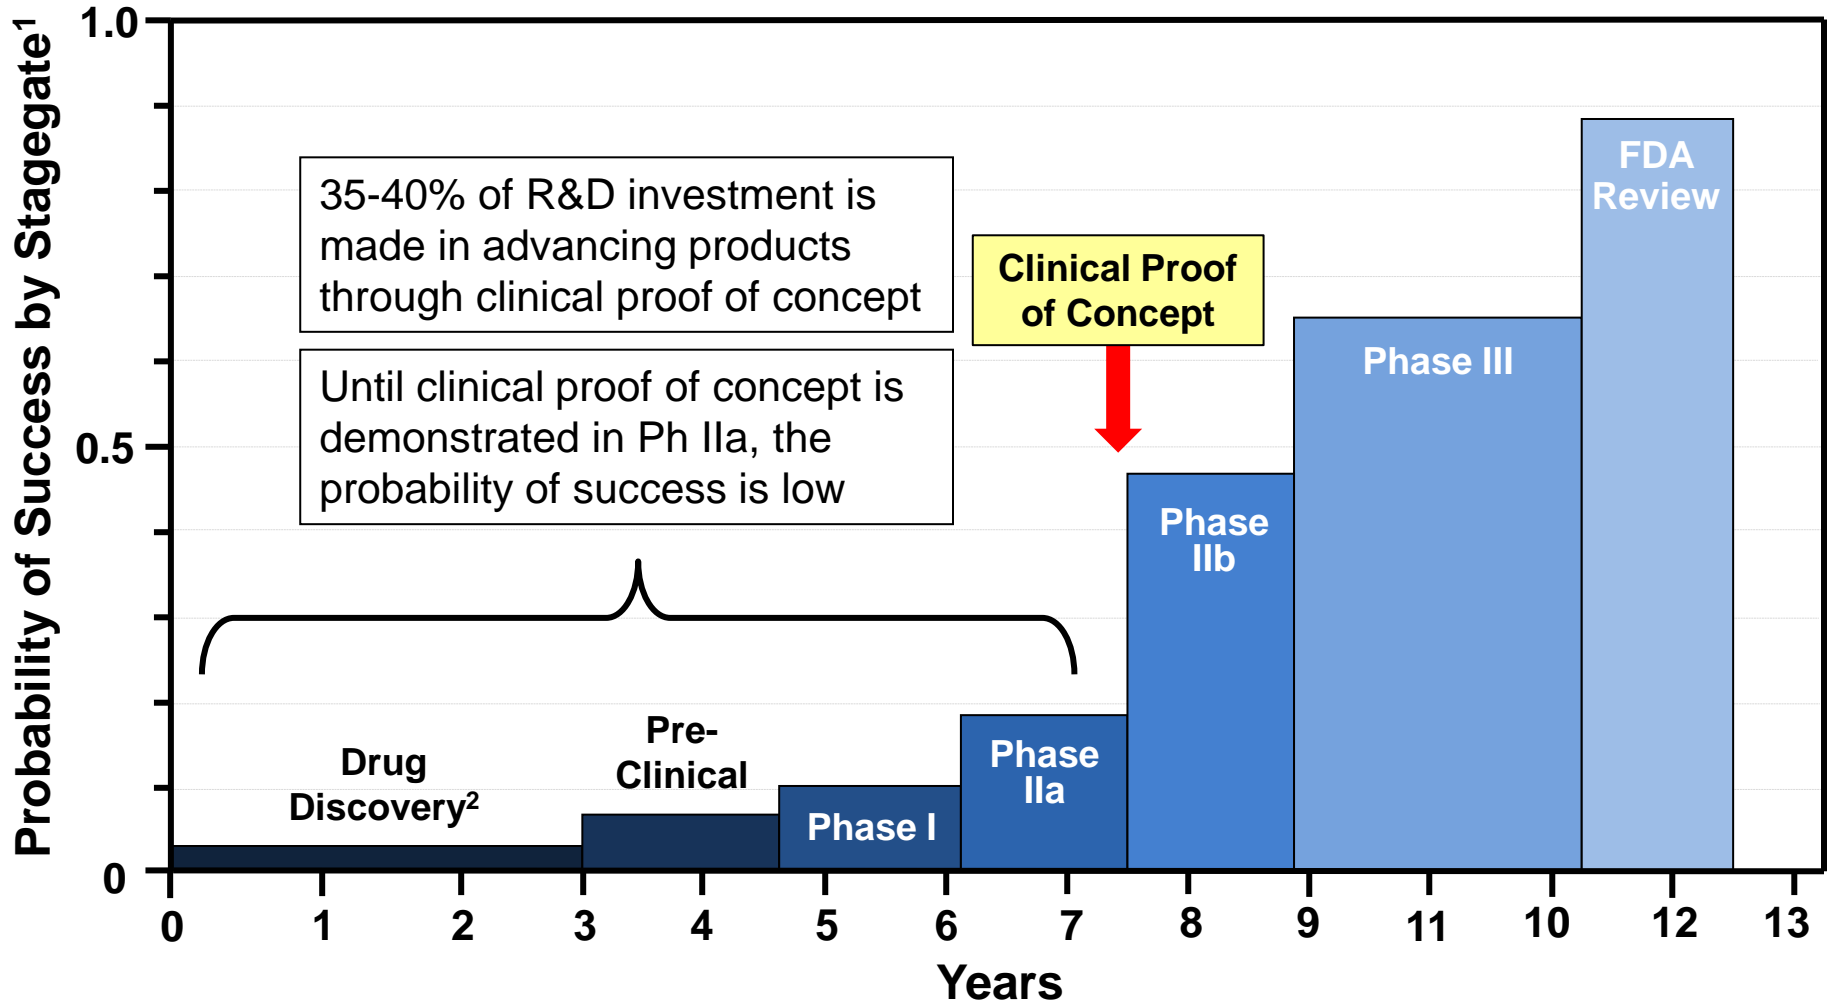 Probability of Success by Stagegate¹
1.0
0.5
0
35-40% of R&D investment is
made in advancing products
through clinical proof of concept
Until clinical proof of concept is
demonstrated in Ph IIa, the
probability of success is low
Clinical Proof
of Concept
Drug
Discovery²
Pre-
Clinical
Phase I
Phase
IIa
Phase
IIb
Phase III
FDA
Review
0 1 2 3 4 5 6 7 8 9 11 10 12 13
Years